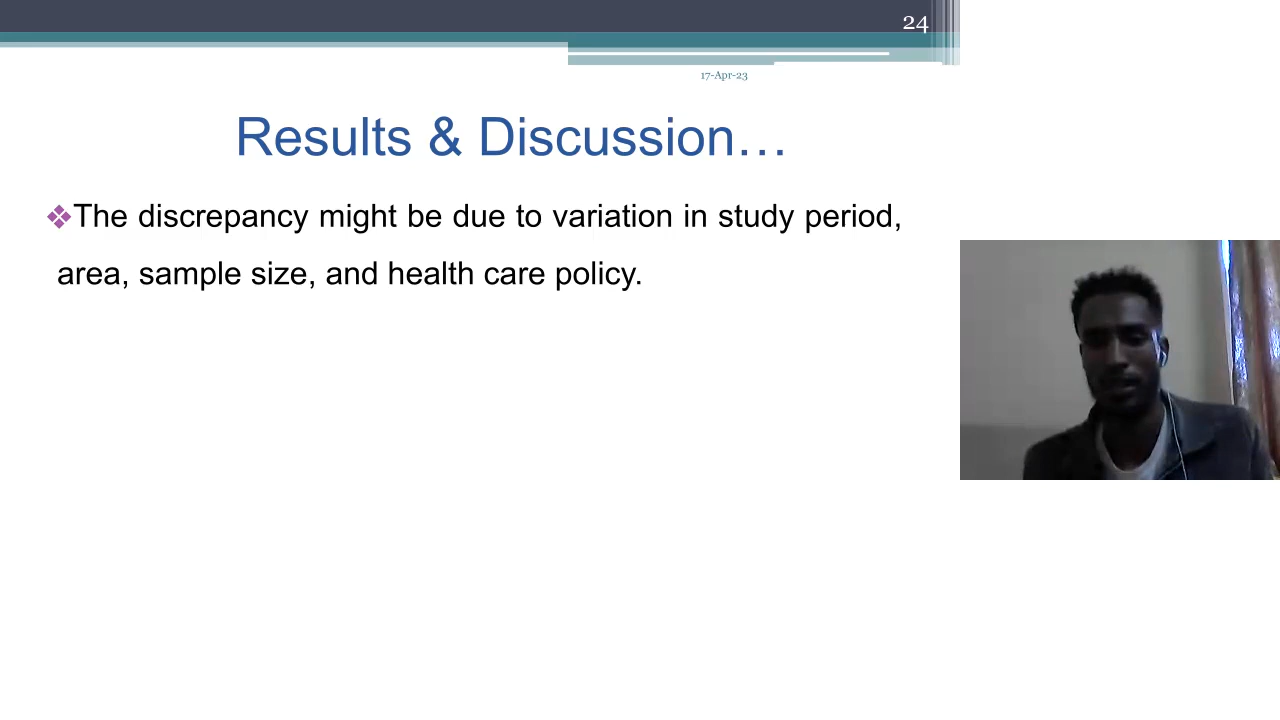 24
17-Apr-23
Results & Discussion…
❖The discrepancy might be due to variation in study period,
area, sample size, and health care policy.